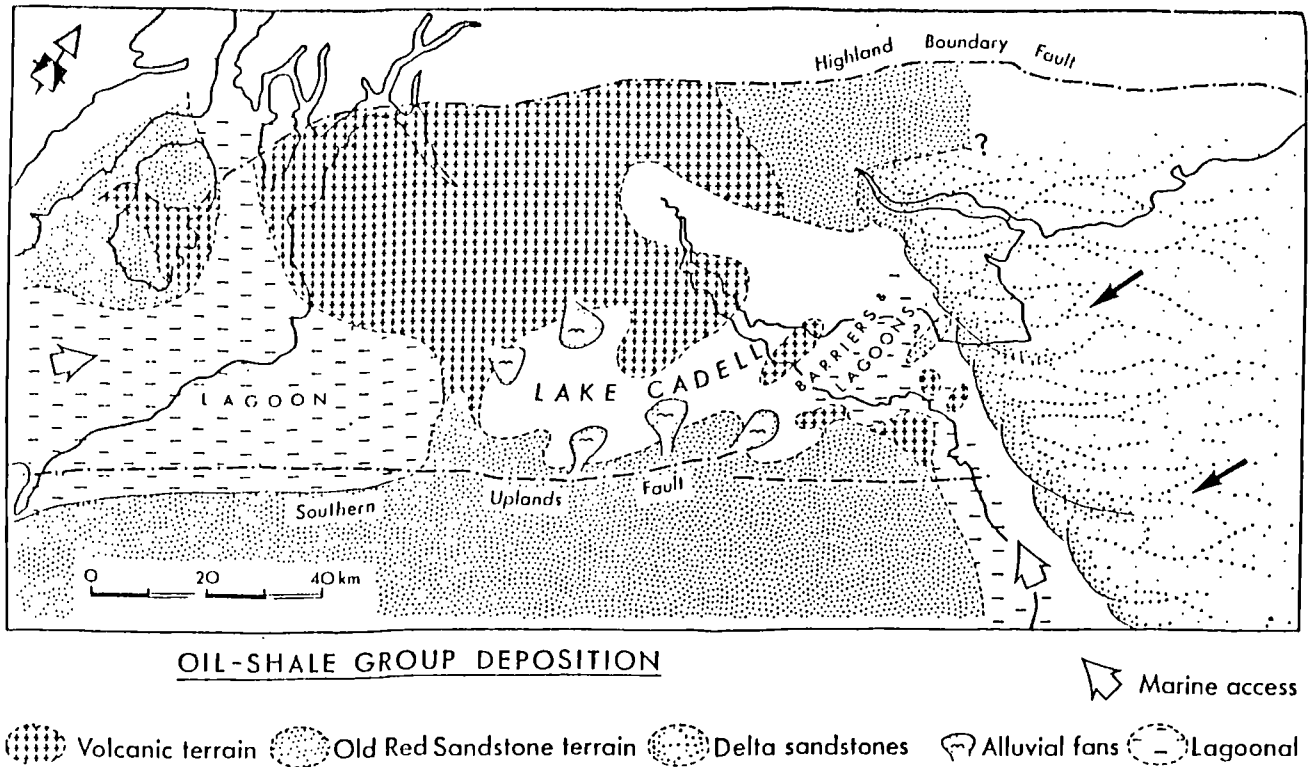 Highland Boundary Fault
?
BARRIERS &
LAGOONS
?
LAKE CADELL
LAGOON
Southern Uplands Fault
0 20 40 km
OIL-SHALE GROUP DEPOSITION
Marine access
Volcanic terrain Old Red Sandstone terrain Delta sandstones Alluvial fans Lagoonal